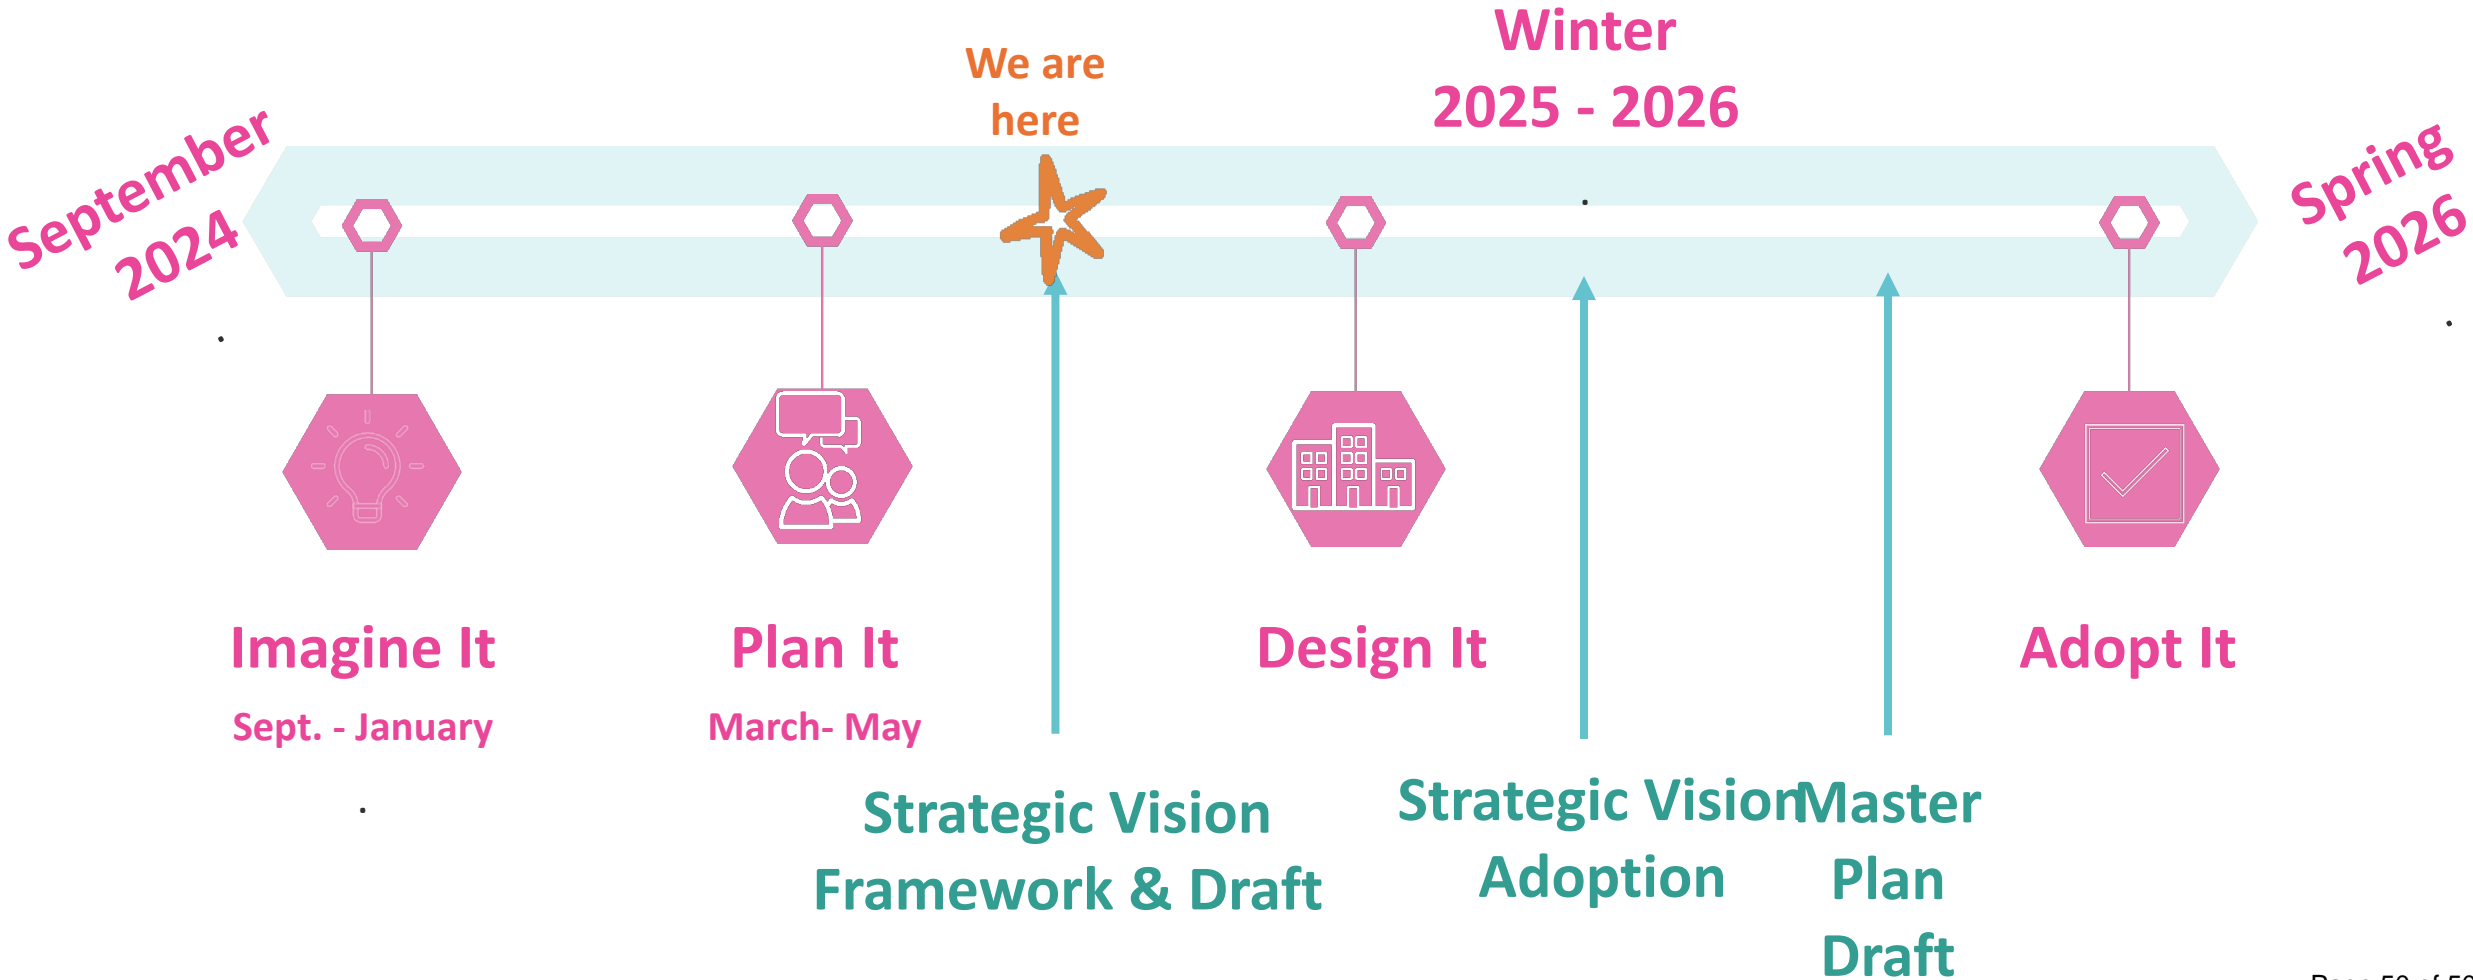 Winter
2025 - 2026
We are
here
September
2024
Spring
2026
Imagine It
Sept. - January
Plan It
March- May
Design It
Adopt It
Strategic Vision
Framework & Draft
Strategic Vision
Adoption
Master
Plan
Draft